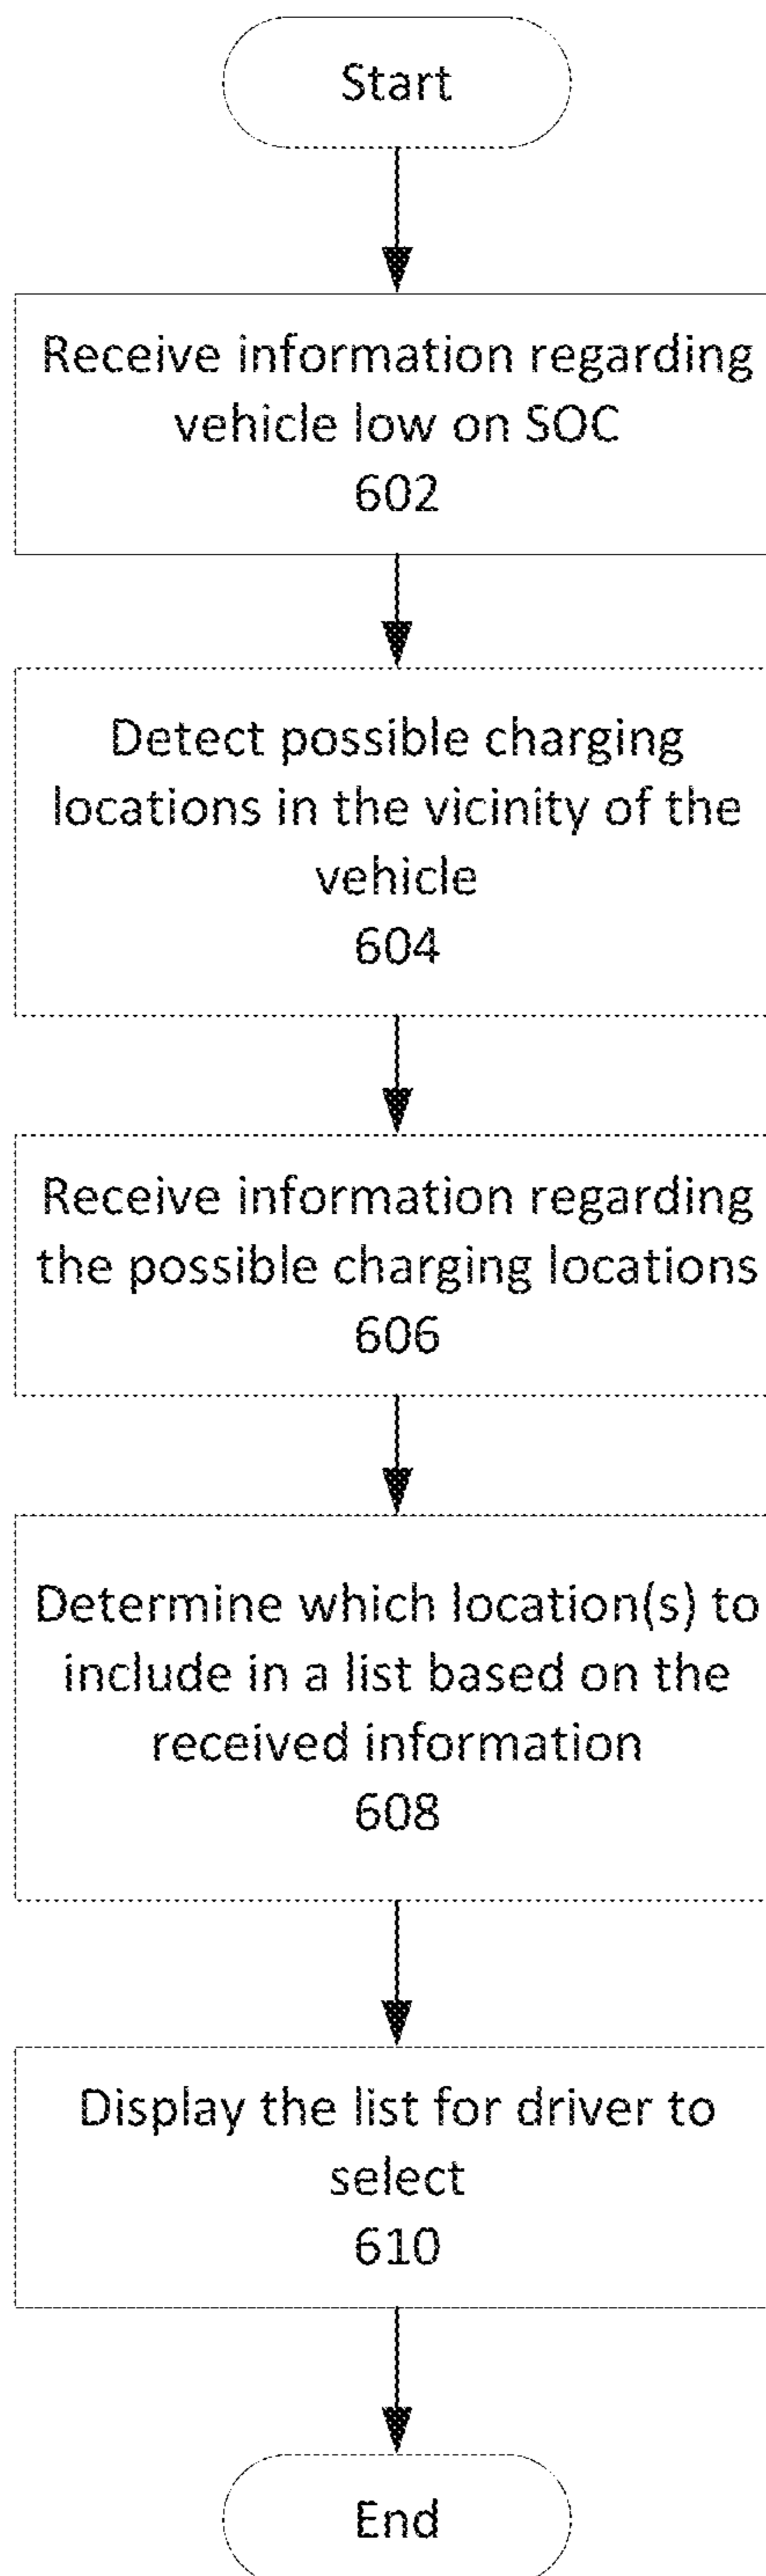 Start
Receive information regarding
vehicle low on SOC
602
Detect possible charging
locations in the vicinity of the
vehicle
604
Receive information regarding
the possible charging locations
606
Determine which location(s) to
include in a list based on the
received information
608
Display the list for driver to
select
610
End